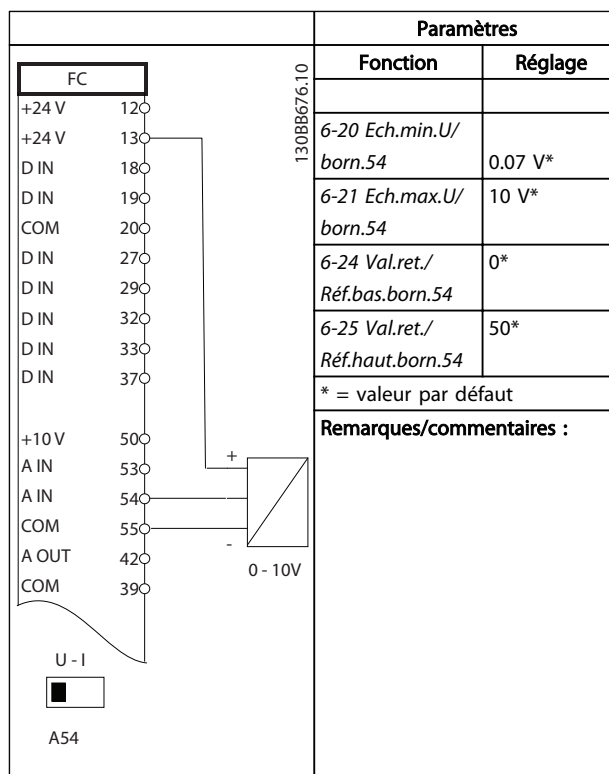 Paramètres
Fonction
Réglage
6-20 Ech.min.U/
born.54
0.07 V*
6-21 Ech.max.U/
born.54
10 V*
6-24 Val.ret./
Réf.bas.born.54
0*
6-25 Val.ret./
Réf.haut.born.54
50*
* = valeur par défaut
Remarques/commentaires :
130BB676.10
FC
+24 V 12
+24 V 13
D IN 18
D IN 19
COM 20
D IN 27
D IN 29
D IN 32
D IN 33
D IN 37
+10 V 50
A IN 53
A IN 54
COM 55
A OUT 42
COM 39
+
-
0 - 10V
U - I
A54